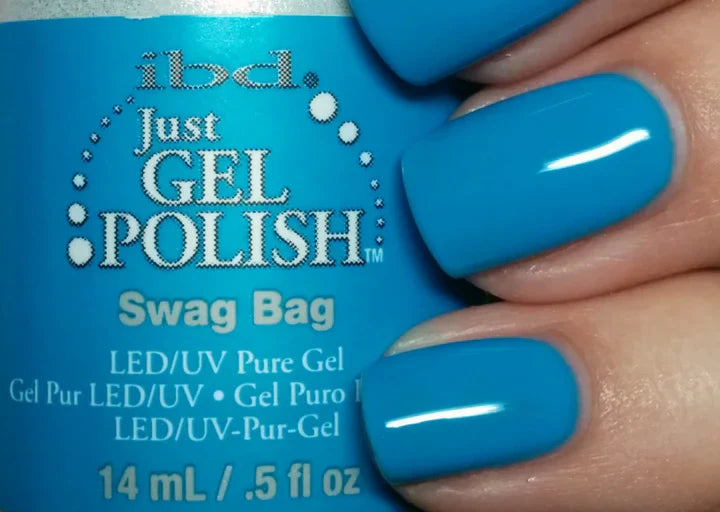 ibd
Just
GEL
POLISH™
Swag Bag
LED/UV Pure Gel
Gel Pur LED/UV • Gel Puro
LED/UV-Pur-Gel
14 mL / .5 fl oz